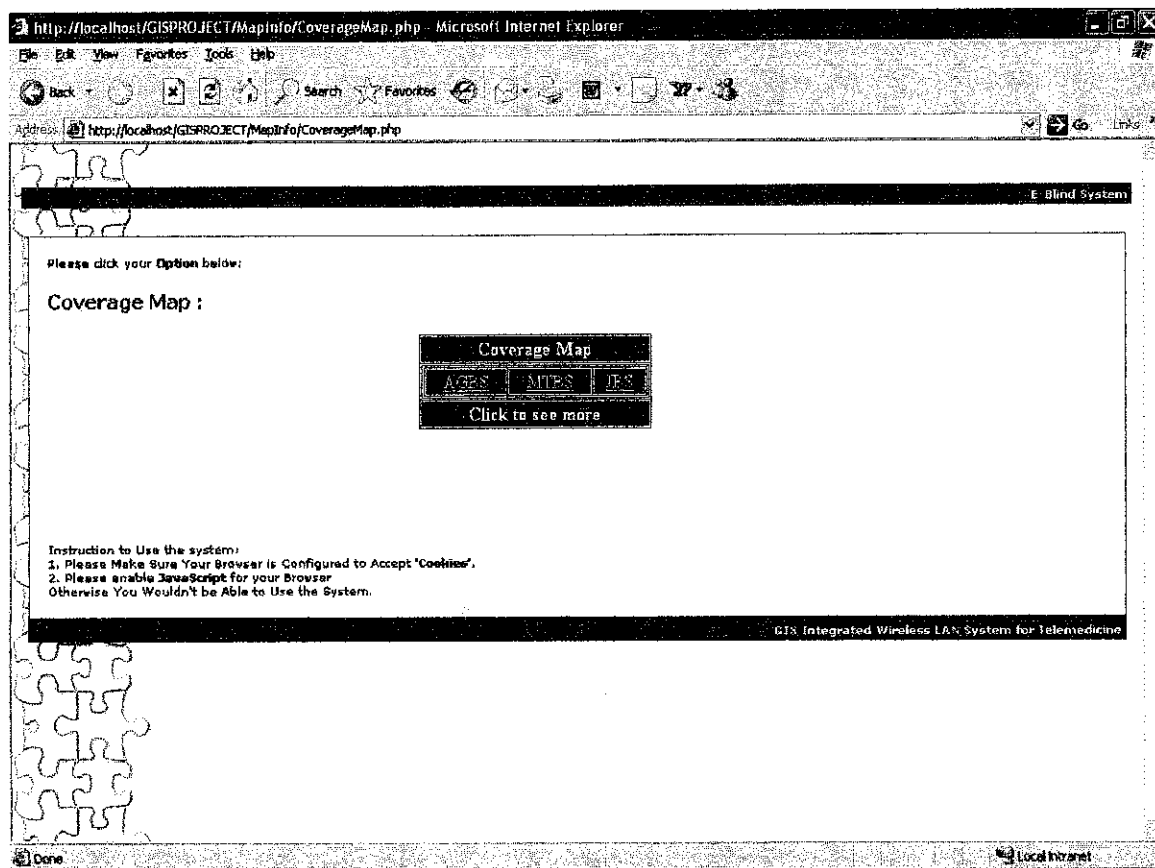 http://localhost/GISPROJECT/MapInfo/CoverageMap.php - Microsoft Internet Explorer
File Edit View Favorites Tools Help
Back Search Favorites
Address http://localhost/GISPROJECT/MapInfo/CoverageMap.php Go Links
E-Blind System
Please click your Option below:
Coverage Map :
Coverage Map
AGBS MTBS JBS
Click to see more
Instruction to Use the system:
1. Please Make Sure Your Browser is Configured to Accept 'Cookies'.
2. Please enable JavaScript for your Browser
Otherwise You Wouldn't be Able to Use the System.
GIS Integrated Wireless LAN System for Telemedicine
Done Local intranet